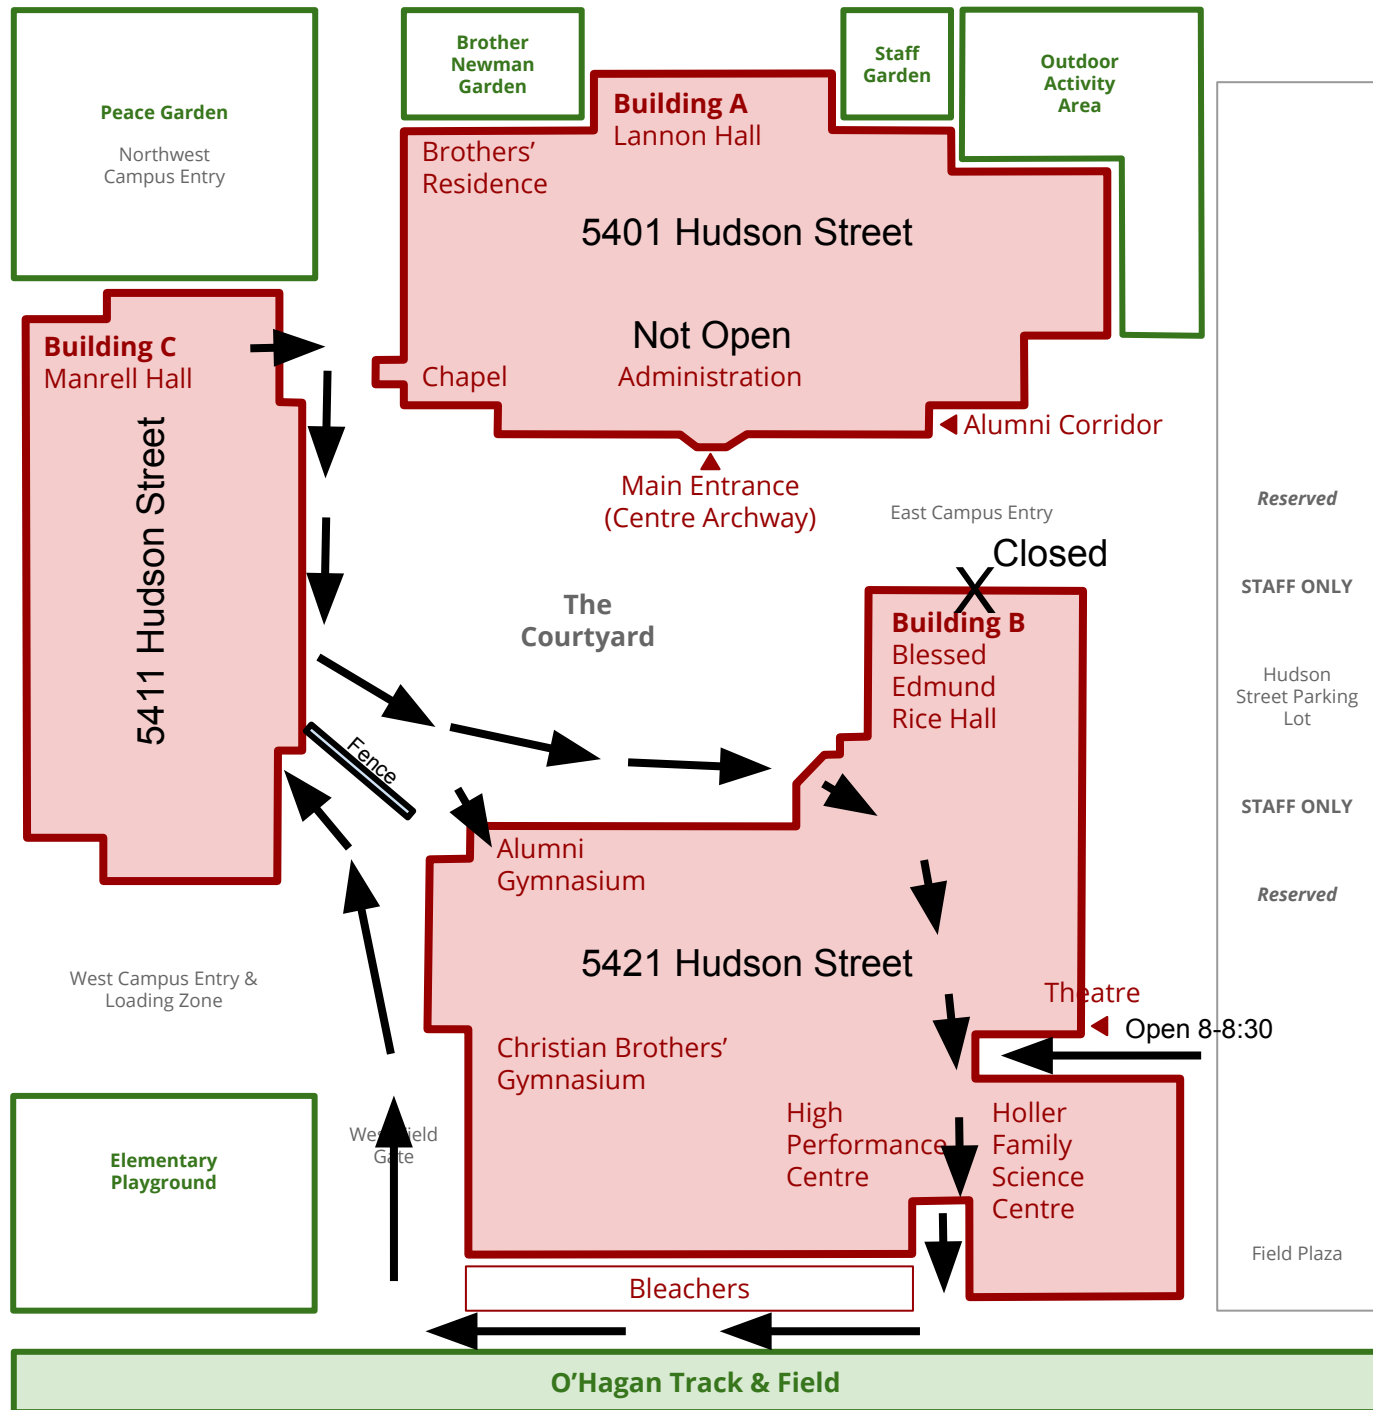 Brother
Newman
Garden
Staff
Garden
Outdoor
Activity
Area
Peace Garden
Northwest
Campus Entry
Building A
Lannon Hall
Brothers’
Residence
5401 Hudson Street
Not Open
Chapel
Administration
Alumni Corridor
Main Entrance
(Centre Archway)
East Campus Entry
Building C
Manrell Hall
5411 Hudson Street
The
Courtyard
Closed
X
Building B
Blessed
Edmund
Rice Hall
Reserved
STAFF ONLY
Hudson
Street Parking
Lot
STAFF ONLY
Reserved
Fence
Alumni
Gymnasium
5421 Hudson Street
West Campus Entry &
Loading Zone
Theatre
Open 8-8:30
Christian Brothers’
Gymnasium
High
Performance
Centre
Holler
Family
Science
Centre
West Field
Gate
Elementary
Playground
Field Plaza
Bleachers
O’Hagan Track & Field